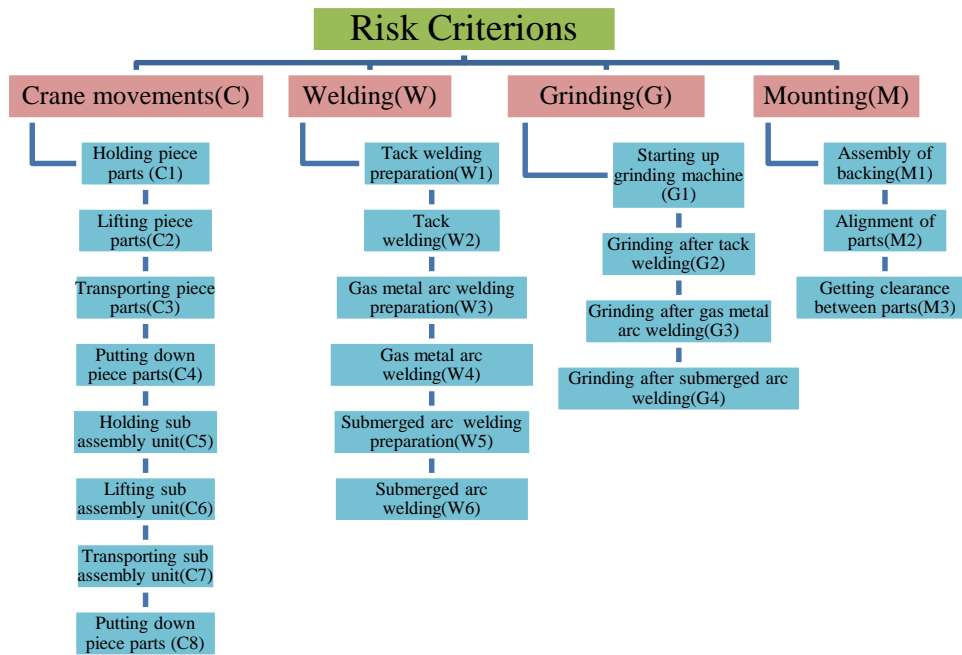 Risk Criterions
Crane movements(C)
Holding piece
parts (C1)
Lifting piece
parts(C2)
Transporting piece
parts(C3)
Putting down
piece parts(C4)
Holding sub
assembly unit(C5)
Lifting sub
assembly unit(C6)
Transporting sub
assembly unit(C7)
Putting down
piece parts (C8)
Welding(W)
Tack welding
preparation(W1)
Tack
welding(W2)
Gas metal arc welding
preparation(W3)
Gas metal arc
welding(W4)
Submerged arc welding
preparation(W5)
Submerged arc
welding(W6)
Grinding(G)
Starting up
grinding machine
(G1)
Grinding after tack
welding(G2)
Grinding after gas metal
arc welding(G3)
Grinding after submerged arc
welding(G4)
Mounting(M)
Assembly of
backing(M1)
Alignment of
parts(M2)
Getting clearance
between parts(M3)